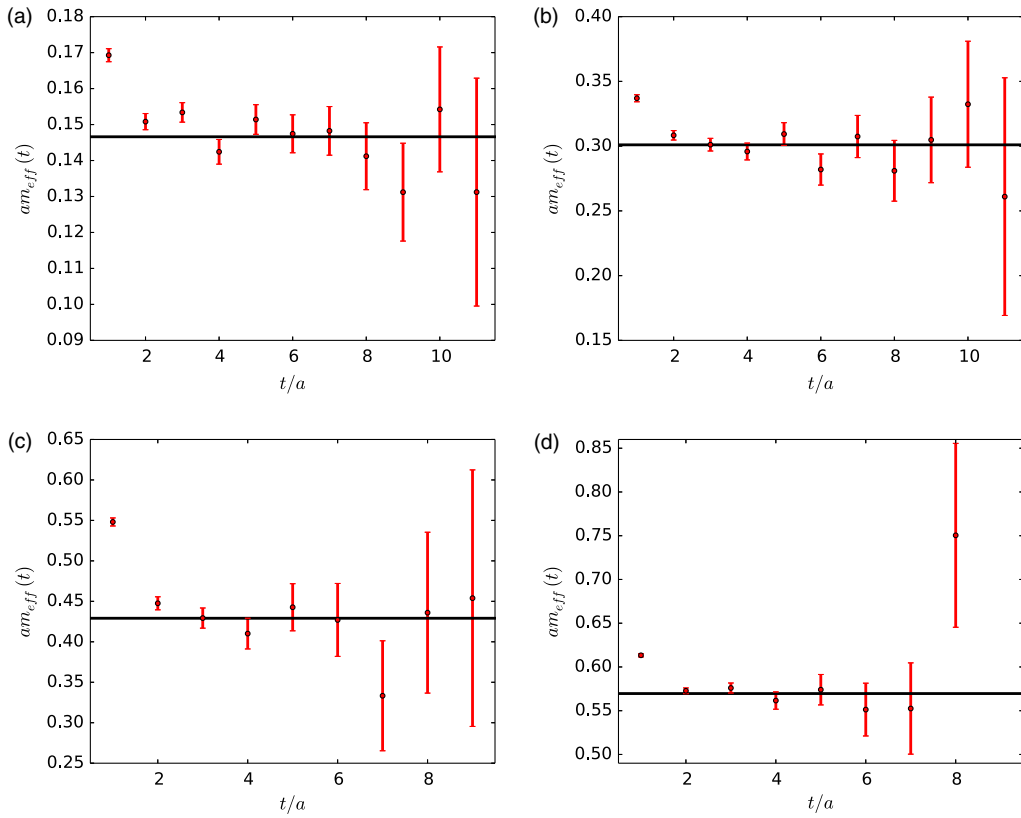 (a)
0.18
0.17
0.16
0.15
0.14
0.13
0.12
0.11
0.10
0.09
am_{eff}(t)
2 4 6 8 10
t/a
(b)
0.40
0.35
0.30
0.25
0.20
0.15
am_{eff}(t)
2 4 6 8 10
t/a
(c)
0.65
0.60
0.55
0.50
0.45
0.40
0.35
0.30
0.25
am_{eff}(t)
2 4 6 8
t/a
(d)
0.85
0.80
0.75
0.70
0.65
0.60
0.55
0.50
am_{eff}(t)
2 4 6 8
t/a